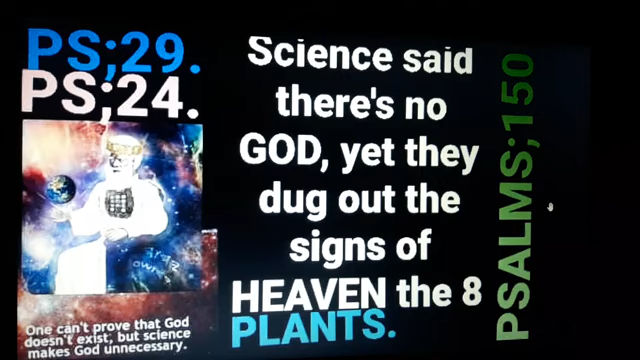 PS;29.
PS;24.
One can't prove that God
doesn't exist, but science
makes God unnecessary.
Science said
there's no
GOD, yet they
dug out the
signs of
HEAVEN the 8
PLANTS.
PSALMS;150